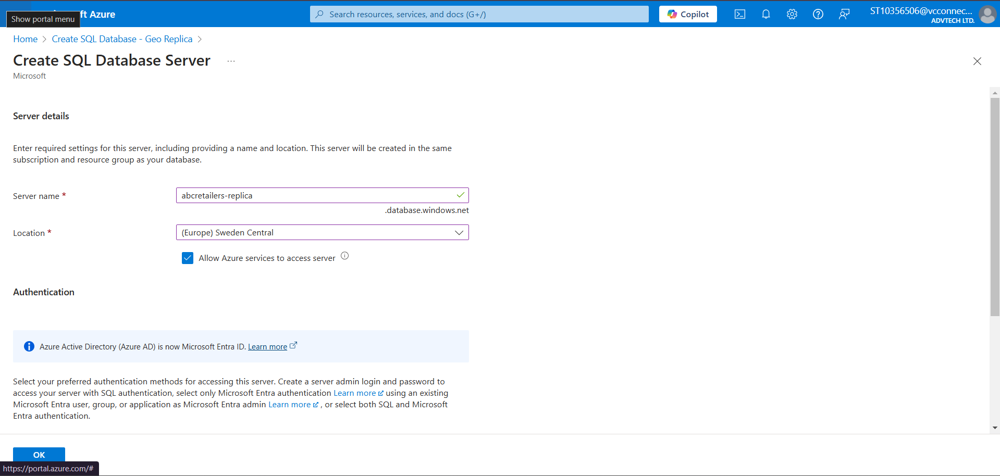 ft Azure
Show portal menu
Search resources, services, and docs (G+/)
Copilot
ST10356506@vcconnec...
ADVTECH LTD.
Home > Create SQL Database - Geo Replica >
Create SQL Database Server ...
Microsoft
Server details
Enter required settings for this server, including providing a name and location. This server will be created in the same
subscription and resource group as your database.
Server name *
abcretailers-replica
.database.windows.net
Location *
(Europe) Sweden Central
Allow Azure services to access server
Authentication
Azure Active Directory (Azure AD) is now Microsoft Entra ID. Learn more
Select your preferred authentication methods for accessing this server. Create a server admin login and password to
access your server with SQL authentication, select only Microsoft Entra authentication Learn more using an existing
Microsoft Entra user, group, or application as Microsoft Entra admin Learn more , or select both SQL and Microsoft
Entra authentication.
OK
https://portal.azure.com/#